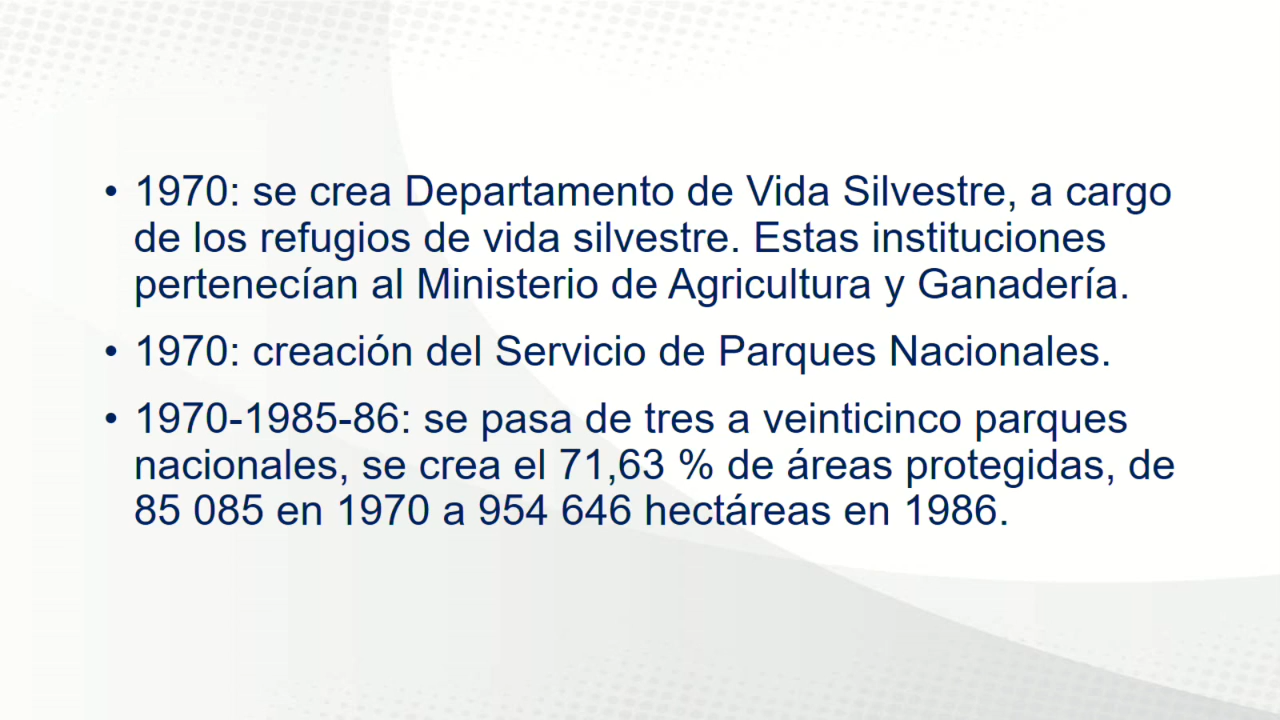 • 1970: se crea Departamento de Vida Silvestre, a cargo
de los refugios de vida silvestre. Estas instituciones
pertenecían al Ministerio de Agricultura y Ganadería.
• 1970: creación del Servicio de Parques Nacionales.
• 1970-1985-86: se pasa de tres a veinticinco parques
nacionales, se crea el 71,63 % de áreas protegidas, de
85 085 en 1970 a 954 646 hectáreas en 1986.